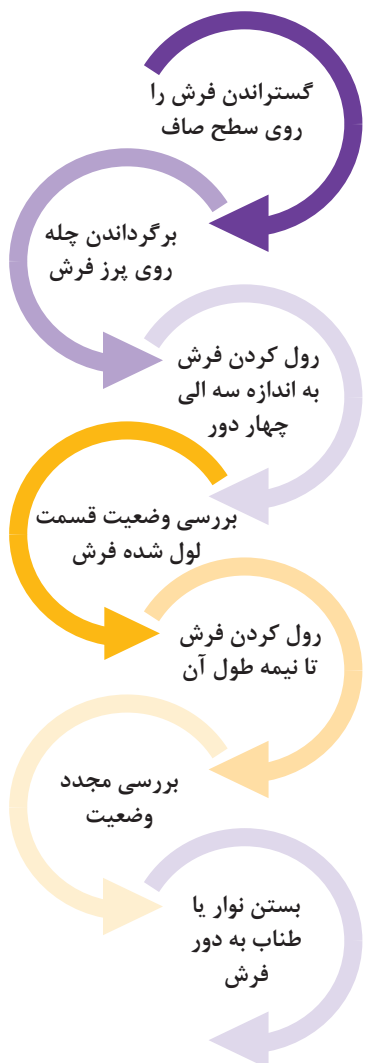 گستراندن فرش را
روی سطح صاف
برگرداندن چله
روی پرز فرش
رول کردن فرش
به اندازه سه الی
چهار دور
بررسی وضعیت قسمت
لول شده فرش
رول کردن فرش
تا نیمه طول آن
بررسی مجدد
وضعیت
بستن نوار یا
طناب به دور
فرش